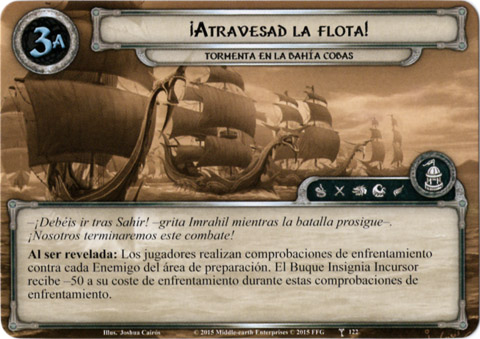 3A
¡Atravesad la flota!
Tormenta en la Bahía Cobas
–¡Debéis ir tras Sahír! –grita Imrahil mientras la batalla prosigue–.
¡Nosotros terminaremos este combate!
Al ser revelada: Los jugadores realizan comprobaciones de enfrentamiento
contra cada Enemigo del área de preparación. El Buque Insignia Incursor
recibe –50 a su coste de enfrentamiento durante estas comprobaciones de
enfrentamiento.
Illus. Joshua Cairós © 2015 Middle-earth Enterprises © 2015 FFG 122